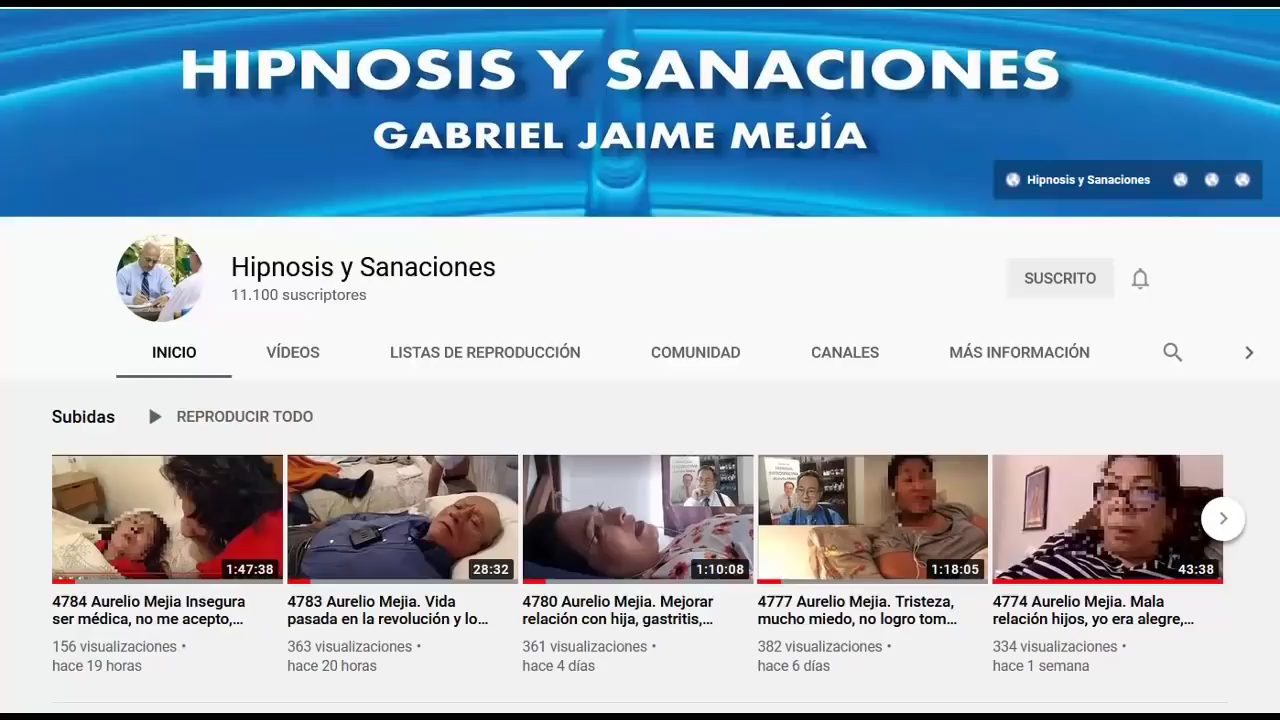 HIPNOSIS Y SANACIONES
GABRIEL JAIME MEJÍA
Hipnosis y Sanaciones
Hipnosis y Sanaciones
11.100 suscriptores
SUSCRITO
INICIO VÍDEOS LISTAS DE REPRODUCCIÓN COMUNIDAD CANALES MÁS INFORMACIÓN
Subidas REPRODUCIR TODO
1:47:38 28:32 1:10:08 1:18:05 43:38
4784 Aurelio Mejia Insegura
ser médica, no me acepto,...
156 visualizaciones •
hace 19 horas
4783 Aurelio Mejia. Vida
pasada en la revolución y lo...
363 visualizaciones •
hace 20 horas
4780 Aurelio Mejia. Mejorar
relación con hija, gastritis,...
361 visualizaciones •
hace 4 días
4777 Aurelio Mejia. Tristeza,
mucho miedo, no logro tom...
382 visualizaciones •
hace 6 días
4774 Aurelio Mejia. Mala
relación hijos, yo era alegre,...
334 visualizaciones •
hace 1 semana